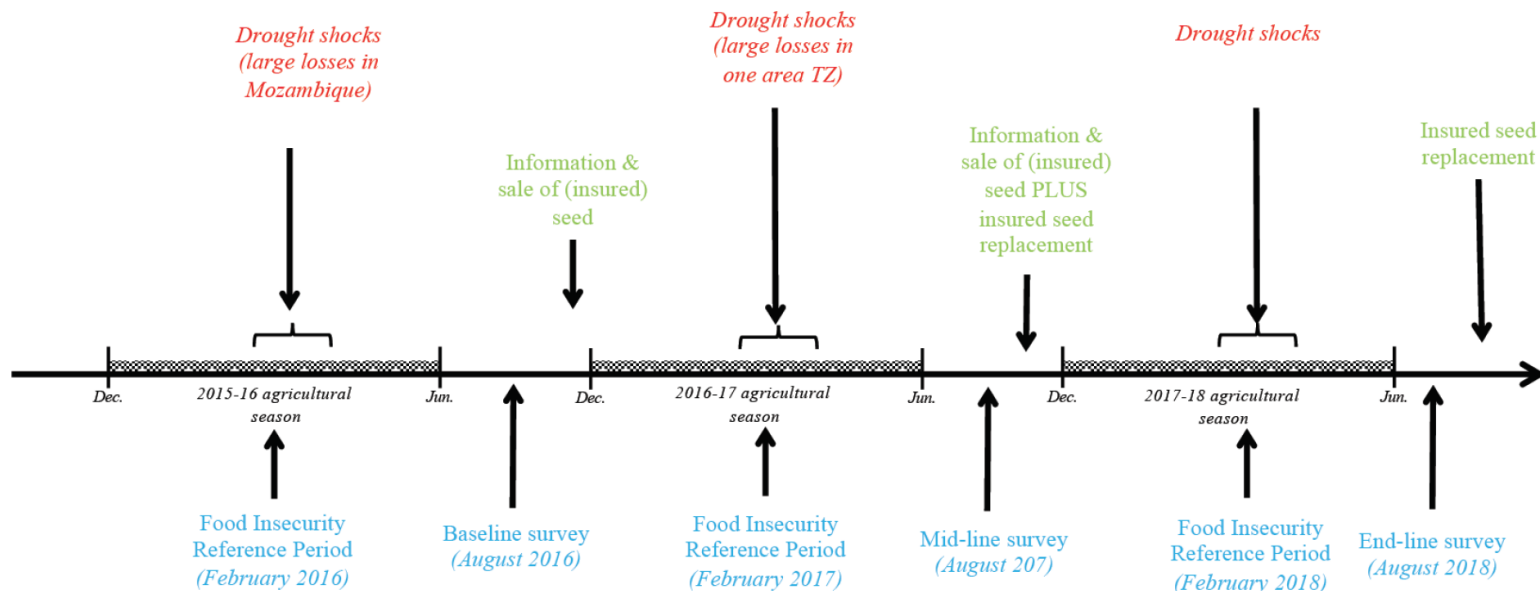 Drought shocks
(large losses in
Mozambique)
Drought shocks
(large losses in
one area TZ)
Drought shocks
Information &
sale of (insured)
seed
Information &
sale of (insured)
seed PLUS
insured seed
replacement
Insured seed
replacement
Dec.
2015-16 agricultural
season
Jun.
Dec.
2016-17 agricultural
season
Jun.
Dec.
2017-18 agricultural
season
Jun.
Food Insecurity
Reference Period
(February 2016)
Baseline survey
(August 2016)
Food Insecurity
Reference Period
(February 2017)
Mid-line survey
(August 207)
Food Insecurity
Reference Period
(February 2018)
End-line survey
(August 2018)